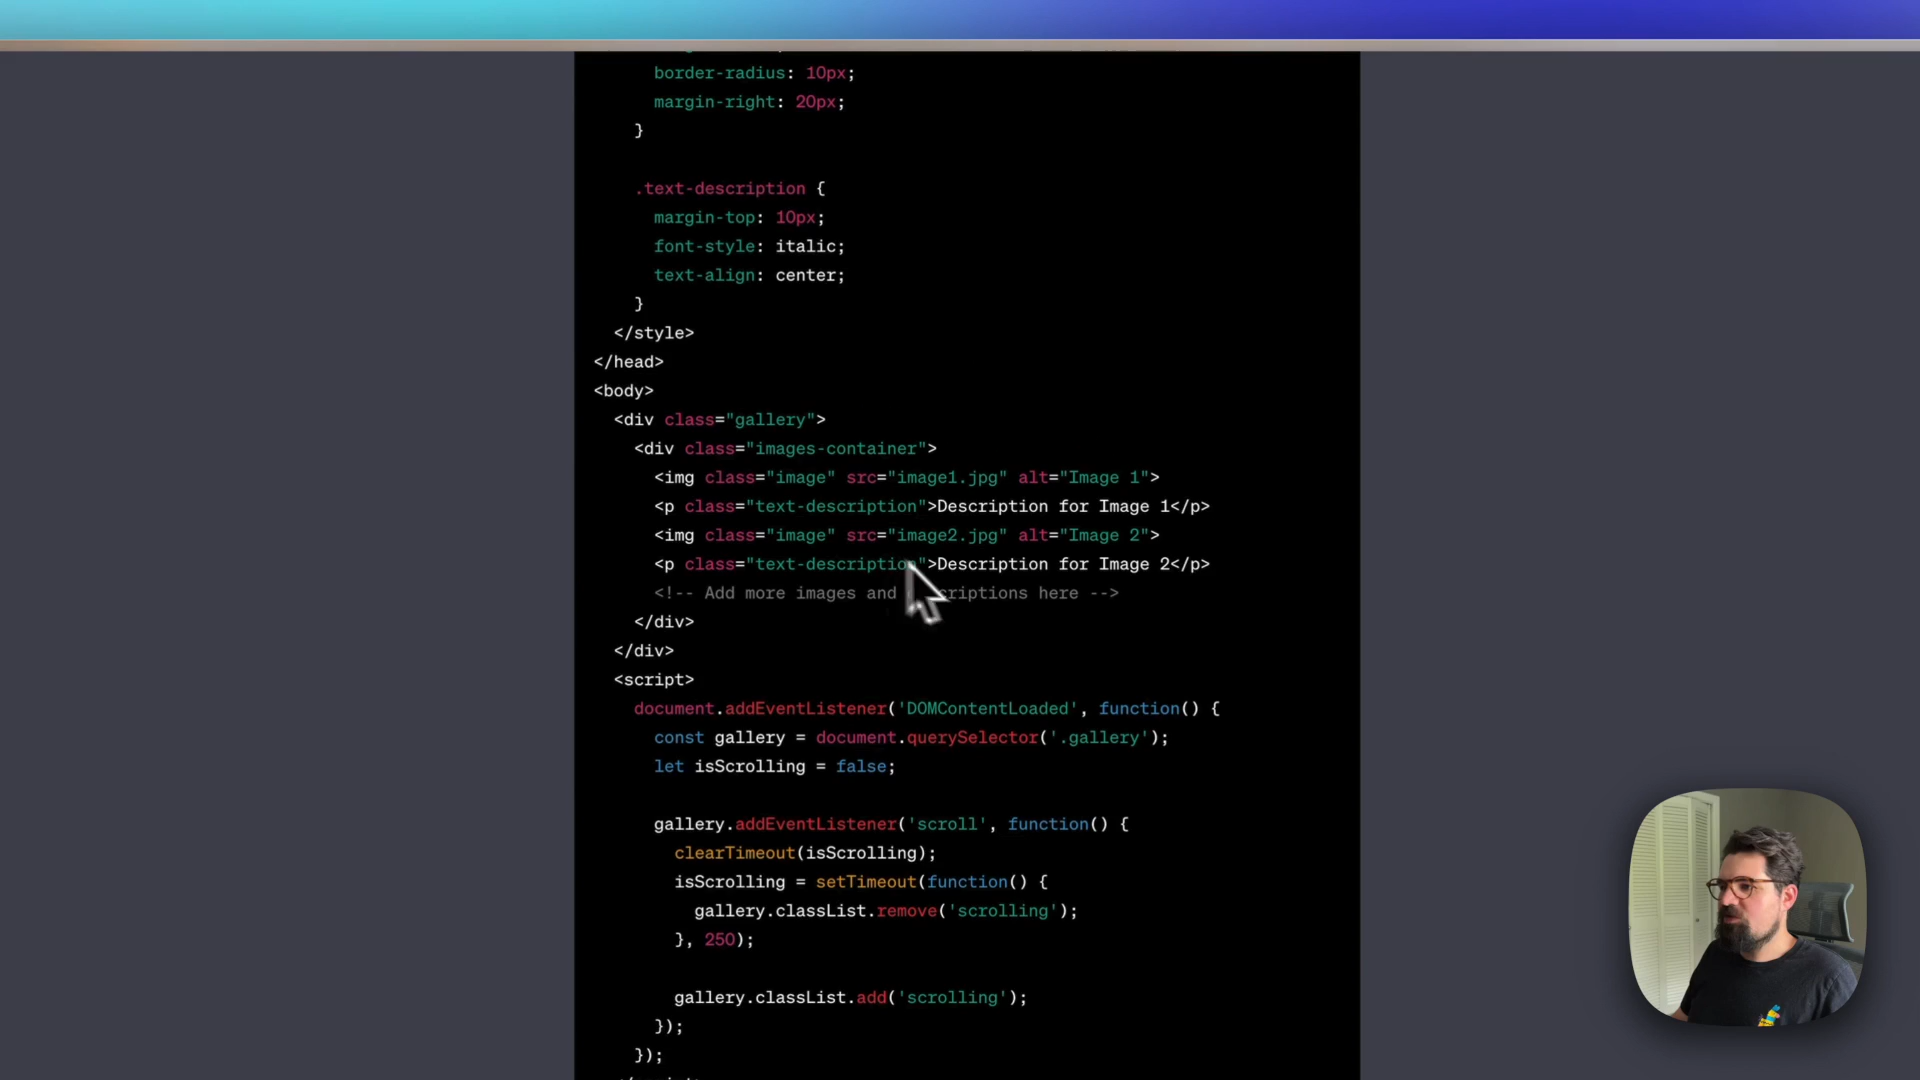 border-radius: 10px;
margin-right: 20px;
}
.text-description {
margin-top: 10px;
font-style: italic;
text-align: center;
}
</style>
</head>
<body>
<div class="gallery">
<div class="images-container">
<img class="image" src="image1.jpg" alt="Image 1">
<p class="text-description">Description for Image 1</p>
<img class="image" src="image2.jpg" alt="Image 2">
<p class="text-description">Description for Image 2</p>
<!-- Add more images and here -->
</div>
</div>
<script>
document.addEventListener('DOMContentLoaded', function() {
const gallery = document.querySelector('.gallery');
let isScrolling = false;
gallery.addEventListener('scroll', function() {
clearTimeout(isScrolling);
isScrolling = setTimeout(function() {
gallery.classList.remove('scrolling');
}, 250);
gallery.classList.add('scrolling');
});
});